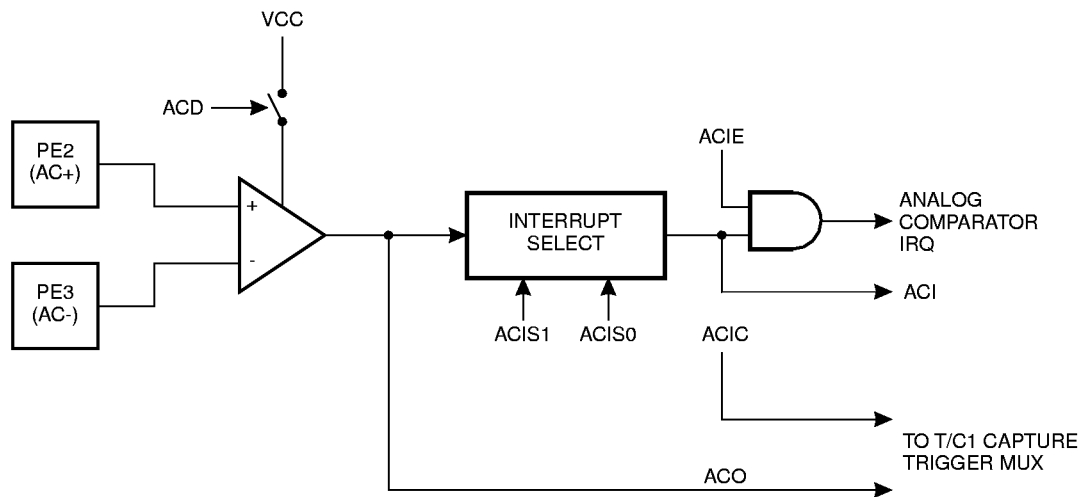 VCC
ACD
PE2
(AC+)
+
-
PE3
(AC-)
INTERRUPT
SELECT
ACIS1
ACIS0
ACIE
ANALOG
COMPARATOR
IRQ
ACI
ACIC
TO T/C1 CAPTURE
TRIGGER MUX
ACO